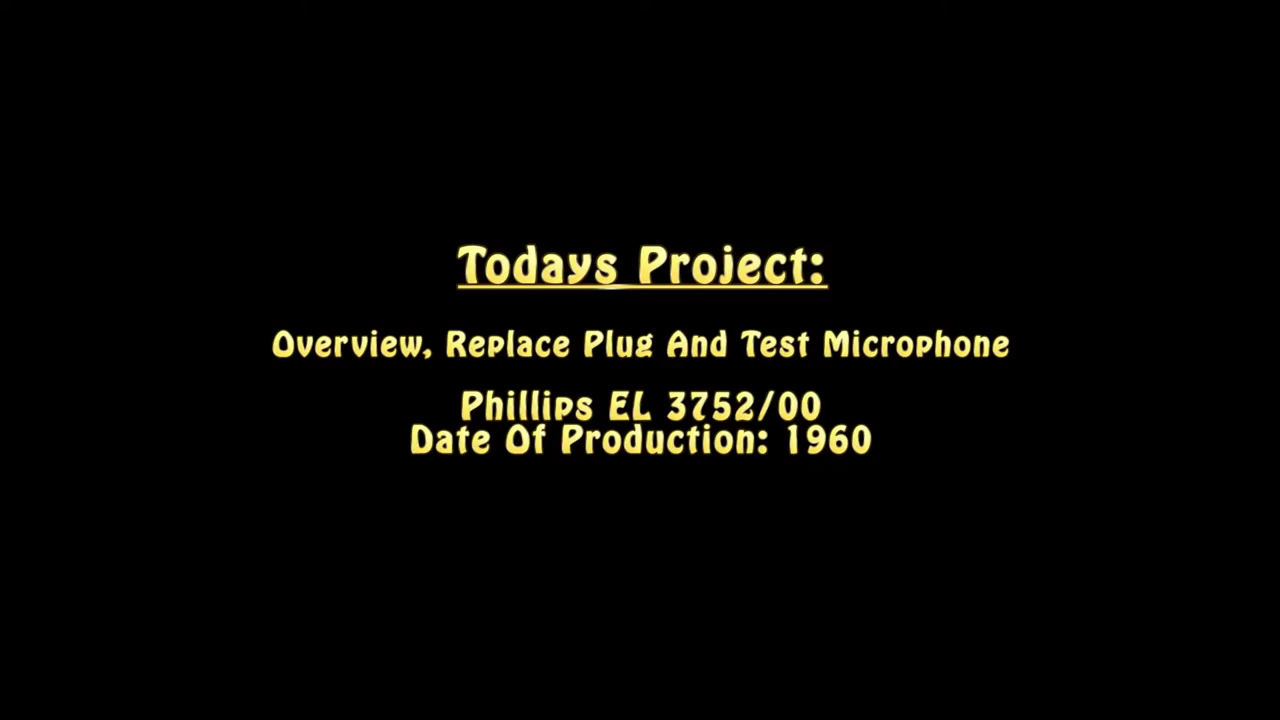 Todays Project:
Overview, Replace Plug And Test Microphone
Phillips EL 3752/00
Date Of Production: 1960